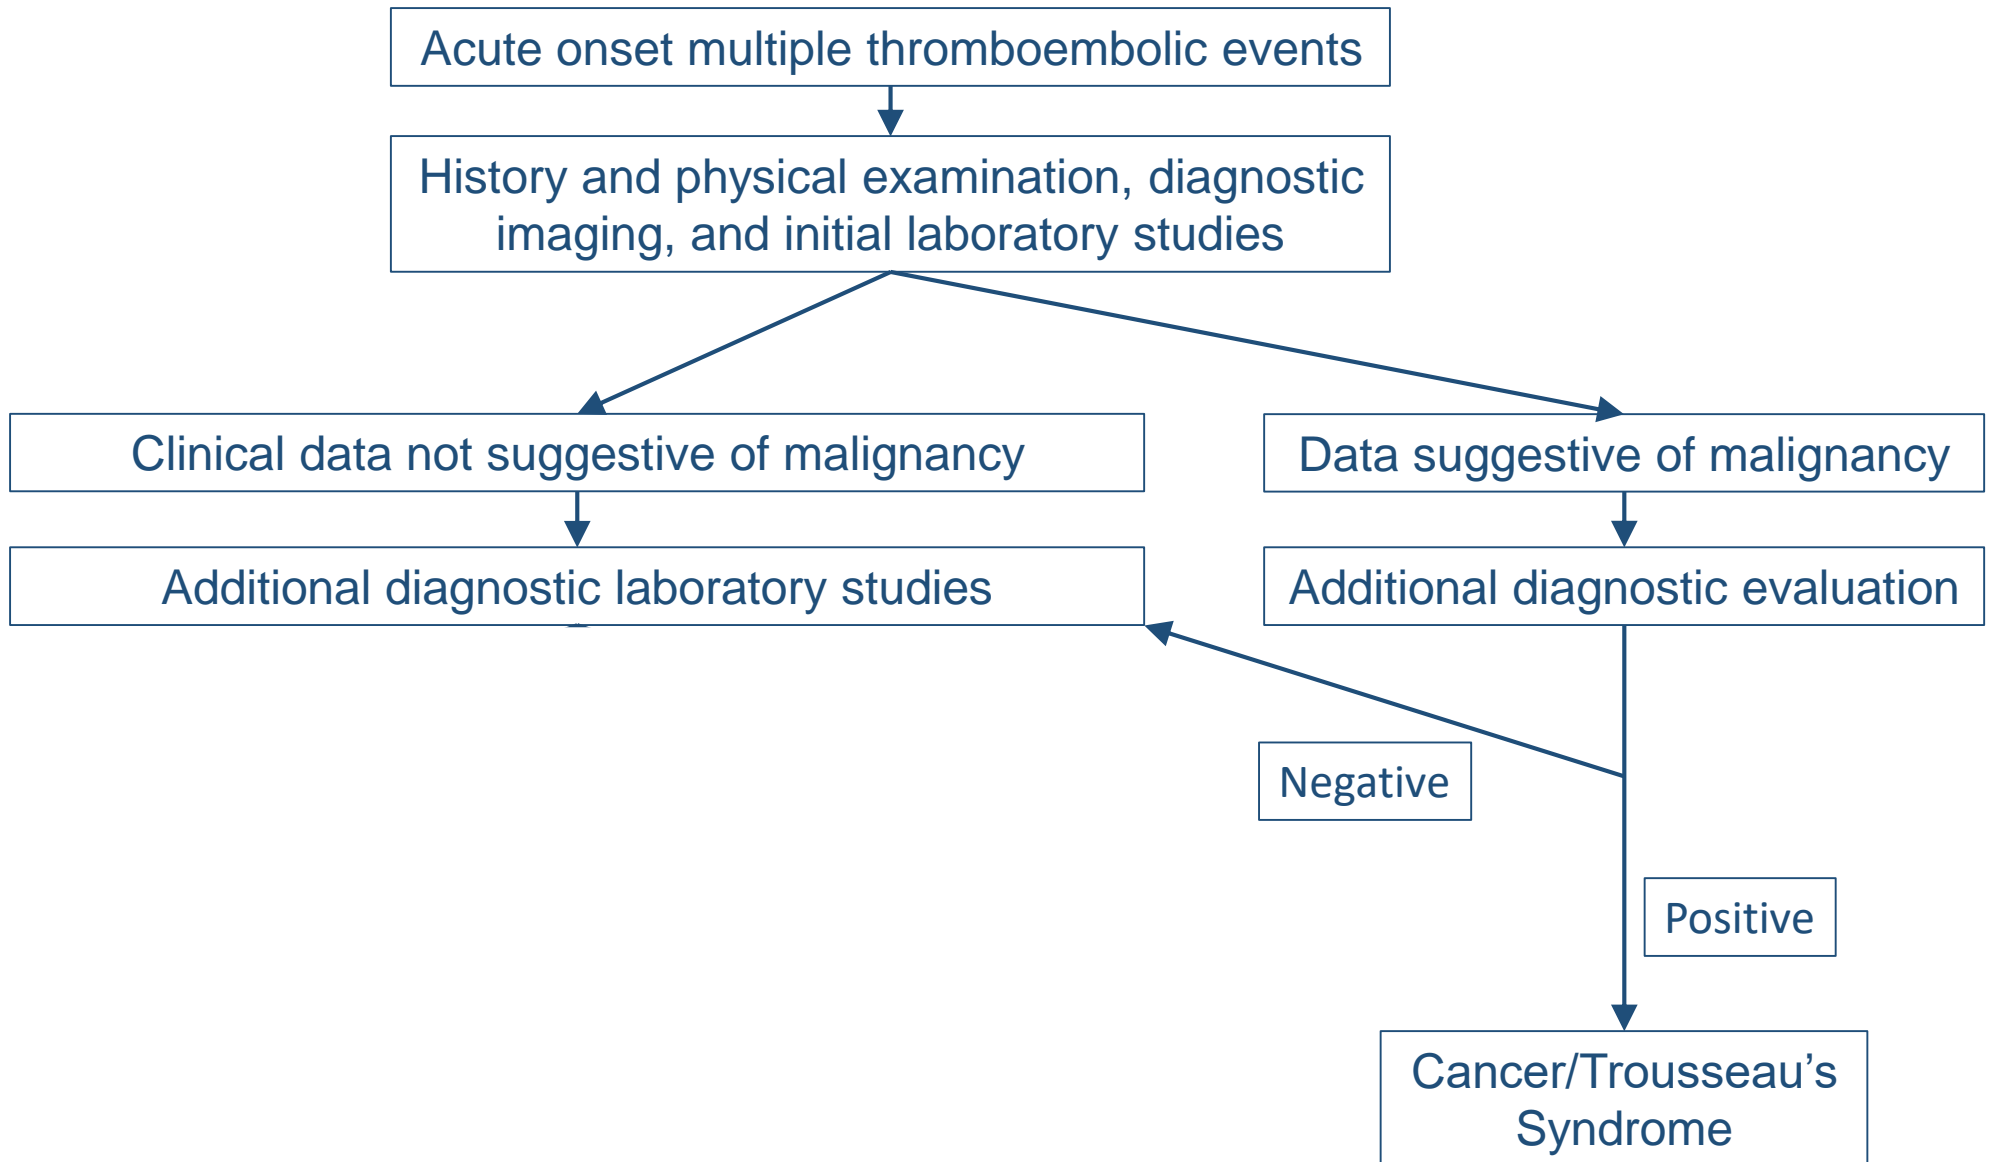 Acute onset multiple thromboembolic events
History and physical examination, diagnostic
imaging, and initial laboratory studies
Clinical data not suggestive of malignancy
Data suggestive of malignancy
Additional diagnostic laboratory studies
Additional diagnostic evaluation
Negative
Positive
Cancer/Trousseau’s
Syndrome